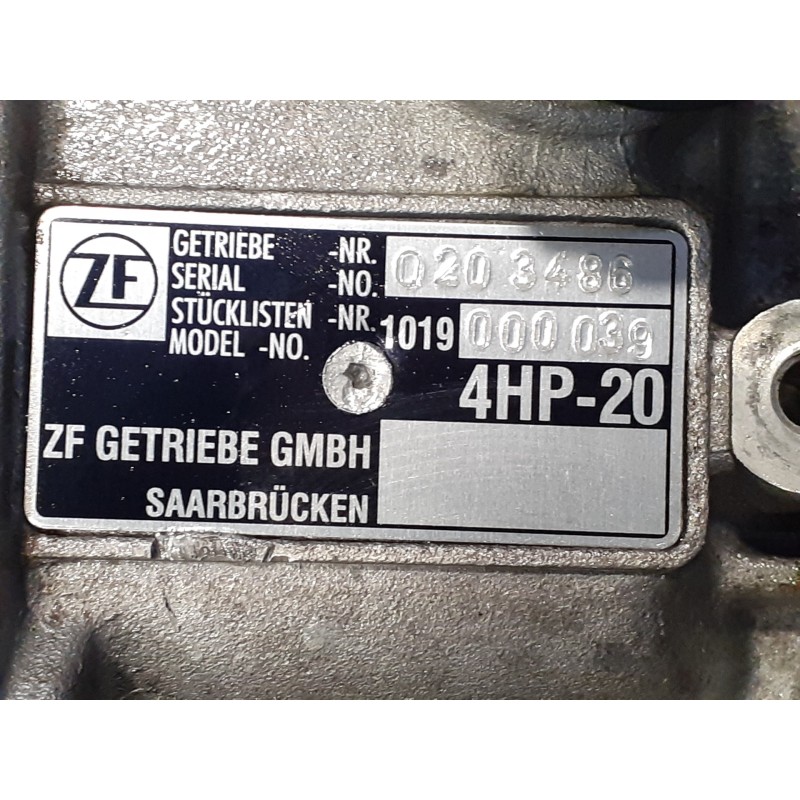 ZF
GETRIEBE -NR. 0203486
SERIAL -NO.
STÜCKLISTEN -NR. 1019 000 039
MODEL -NO.
4HP-20
ZF GETRIEBE GMBH
SAARBRÜCKEN